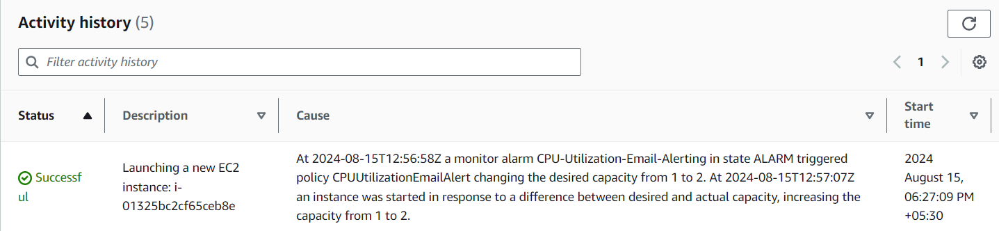 Activity history (5)
Filter activity history
1
Status
Description
Cause
Start
time
Successf
ul
Launching a new EC2
instance: i-
01325bc2cf65ceb8e
At 2024-08-15T12:56:58Z a monitor alarm CPU-Utilization-Email-Alerting in state ALARM triggered
policy CPUUtilizationEmailAlert changing the desired capacity from 1 to 2. At 2024-08-15T12:57:07Z
an instance was started in response to a difference between desired and actual capacity, increasing the
capacity from 1 to 2.
2024
August 15,
06:27:09 PM
+05:30